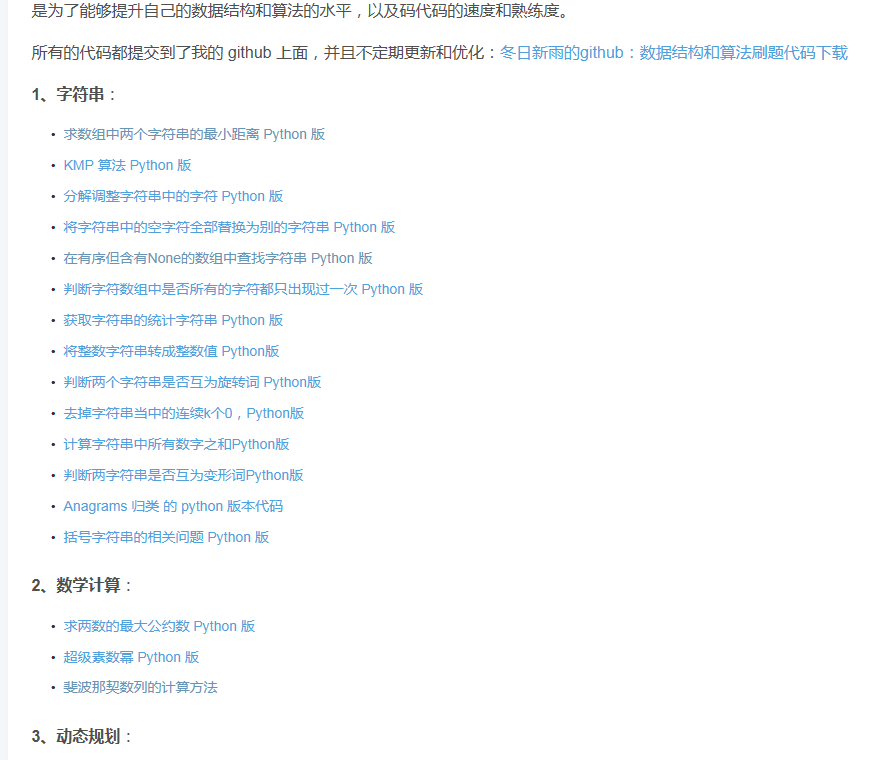 是为了能够提升自己的数据结构和算法的水平，以及码代码的速度和熟练度。
所有的代码都提交到了我的 github 上面，并且不定期更新和优化：冬日新雨的github：数据结构和算法刷题代码下载
1、字符串：
• 求数组中两个字符串的最小距离 Python 版
• KMP 算法 Python 版
• 分解调整字符串中的字符 Python 版
• 将字符串中的空字符全部替换为别的字符串 Python 版
• 在有序但含有None的数组中查找字符串 Python 版
• 判断字符数组中是否所有的字符都只出现过一次 Python 版
• 获取字符串的统计字符串 Python 版
• 将整数字符串转成整数值 Python版
• 判断两个字符串是否互为旋转词 Python版
• 去掉字符串当中的连续k个0，Python版
• 计算字符串中所有数字之和Python版
• 判断两字符串是否互为变形词Python版
• Anagrams 归类 的 python 版本代码
• 括号字符串的相关问题 Python 版
2、数学计算：
• 求两数的最大公约数 Python 版
• 超级素数幂 Python 版
• 斐波那契数列的计算方法
3、动态规划：